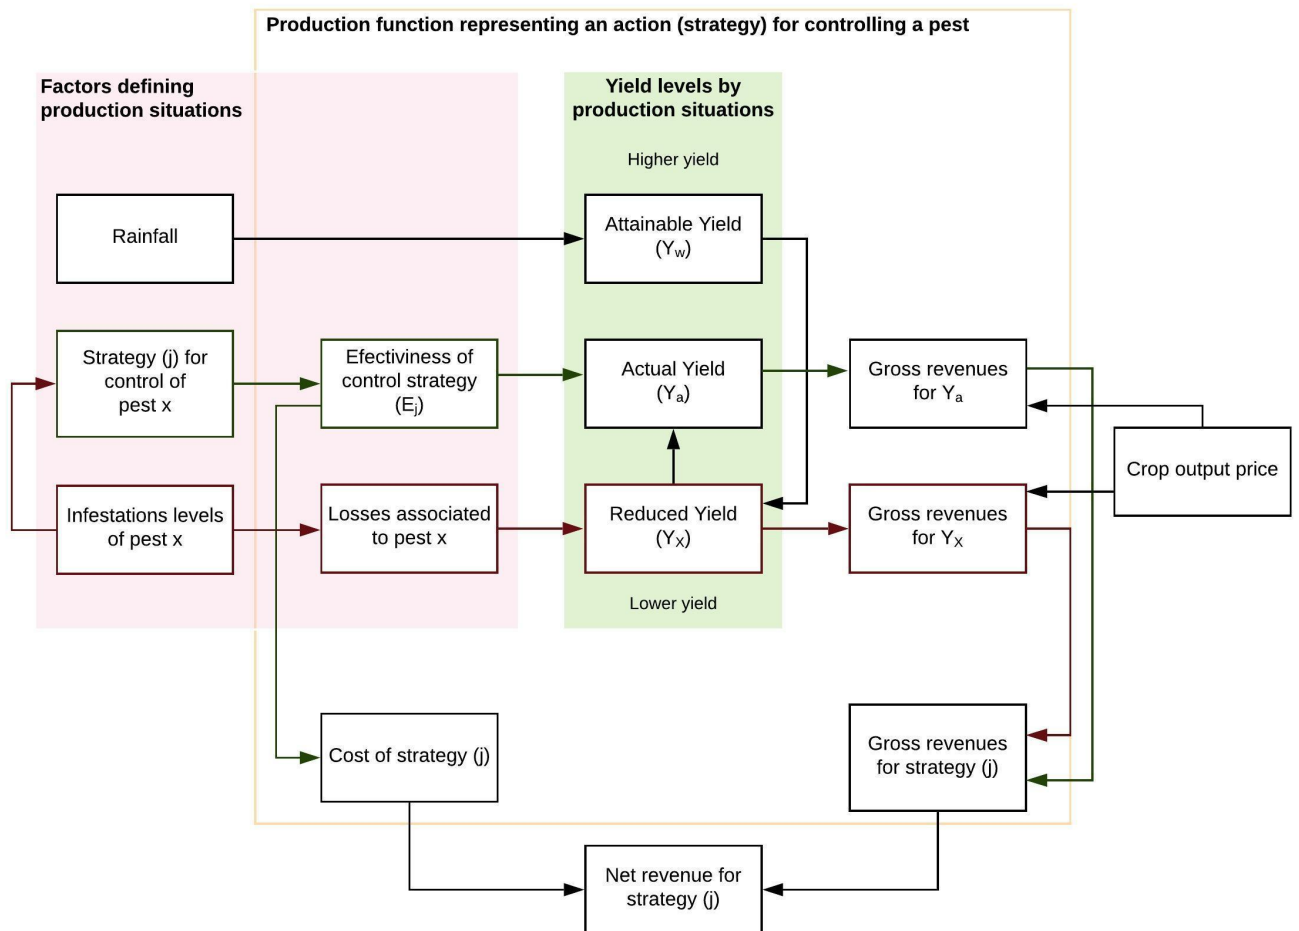 Production function representing an action (strategy) for controlling a pest
Factors defining
production situations
Yield levels by
production situations
Higher yield
Rainfall
Attainable Yield
(Yw)
Strategy (j) for
control of
pest x
Efectiviness of
control strategy
(Ej)
Actual Yield
(Ya)
Gross revenues
for Ya
Crop output price
Infestations levels
of pest x
Losses associated
to pest x
Reduced Yield
(YX)
Gross revenues
for YX
Lower yield
Cost of strategy (j)
Gross revenues
for strategy (j)
Net revenue for
strategy (j)